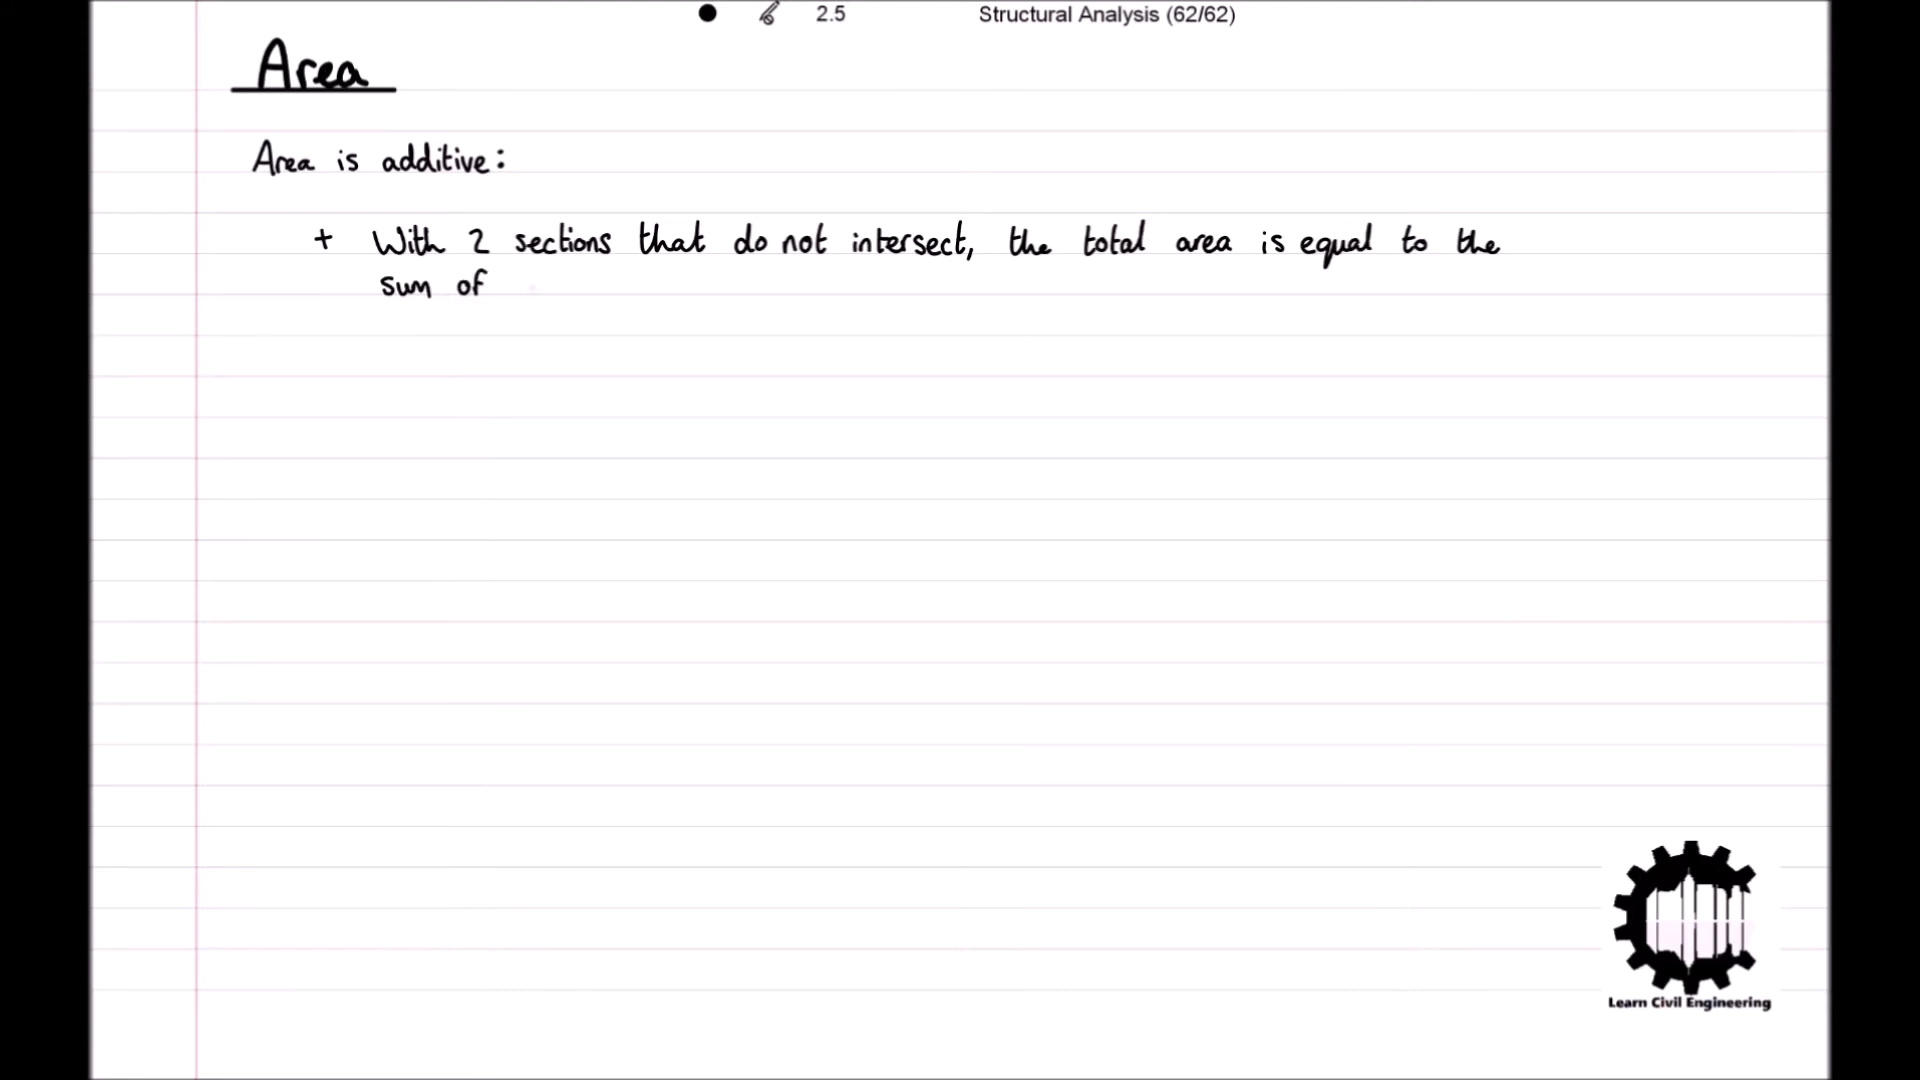 2.5 Structural Analysis (62/62)
Area
Area is additive:
+ With 2 sections that do not intersect, the total area is equal to the
sum of
Learn Civil Engineering